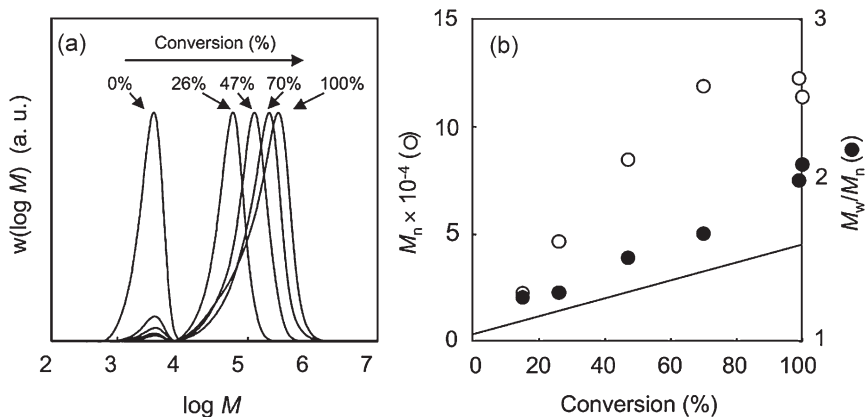 (a)
Conversion (%)
0% 26% 47% 70% 100%
w(log M) (a. u.)
2 3 4 5 6 7
log M
(b)
15
10
5
0
Mn × 10-4 (O)
3
2
1
Mw/Mn (●)
0 20 40 60 80 100
Conversion (%)